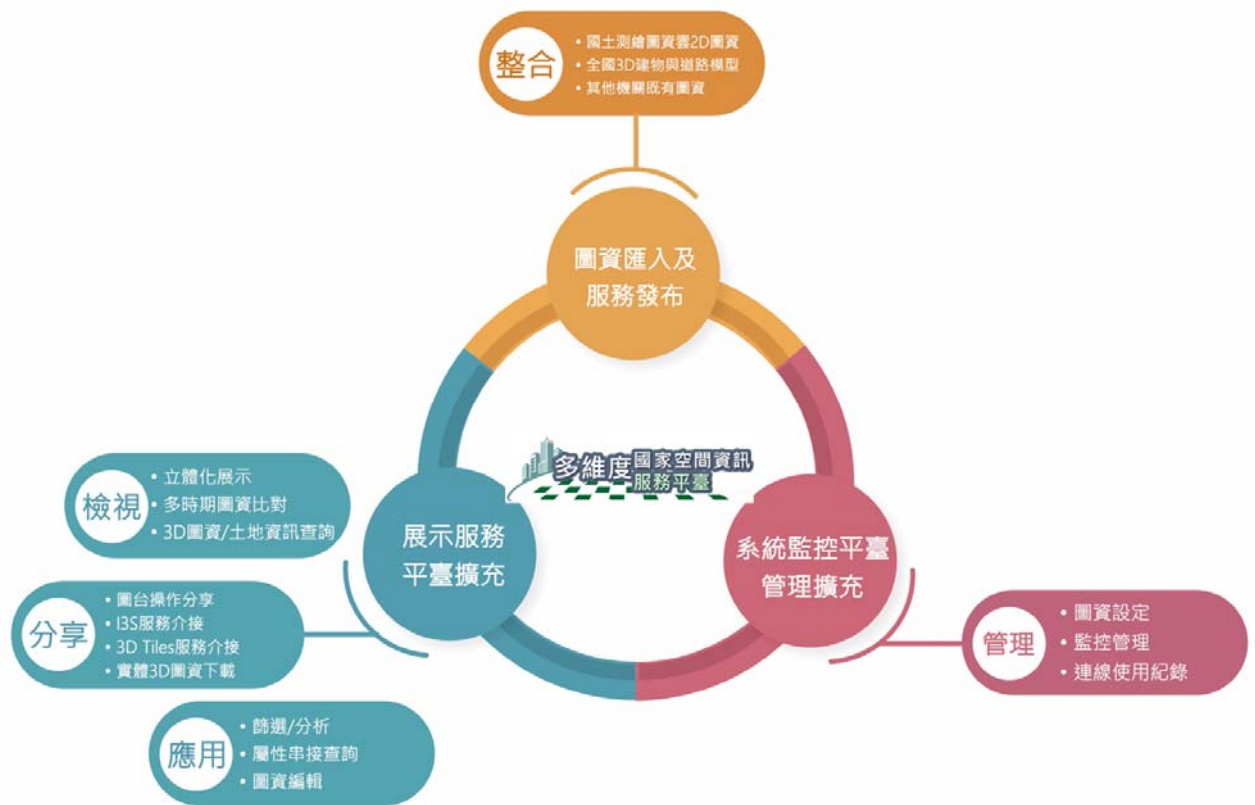 整合
• 國土測繪圖資雲2D圖資
• 全國3D建物與道路模型
• 其他機關既有圖資
圖資匯入及
服務發布
多維度
國家空間資訊
服務平臺
檢視
• 立體化展示
• 多時期圖資比對
• 3D圖資/土地資訊查詢
展示服務
平臺擴充
系統監控平臺
管理擴充
分享
• 圖台操作分享
• I3S服務介接
• 3D Tiles服務介接
• 實體3D圖資下載
管理
• 圖資設定
• 監控管理
• 連線使用紀錄
應用
• 篩選/分析
• 屬性串接查詢
• 圖資編輯